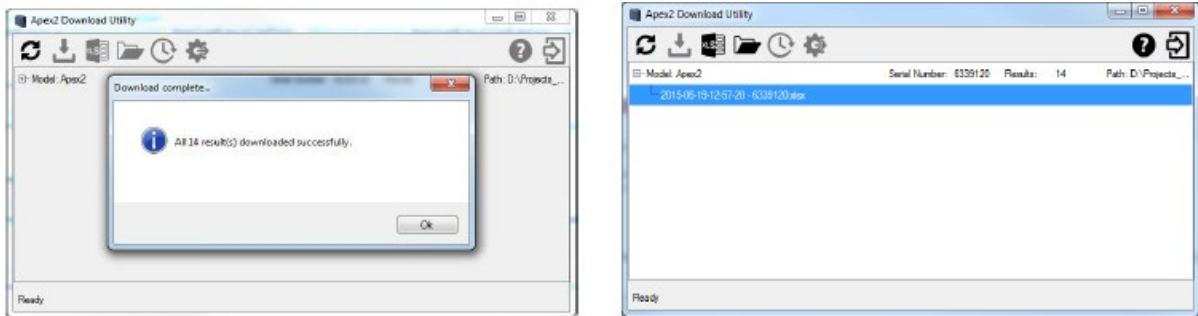 Apex2 Download Utility
XLS
Model: Apex2
Path: D:\Projects_...
Download complete..
All 14 result(s) downloaded successfully.
Ok
Ready
Apex2 Download Utility
XLS
Model: Apex2 Serial Number: 6339120 Results: 14 Path: D:\Projects_...
2015-06-19-12-57-20 - 6339120.xlsx
Ready